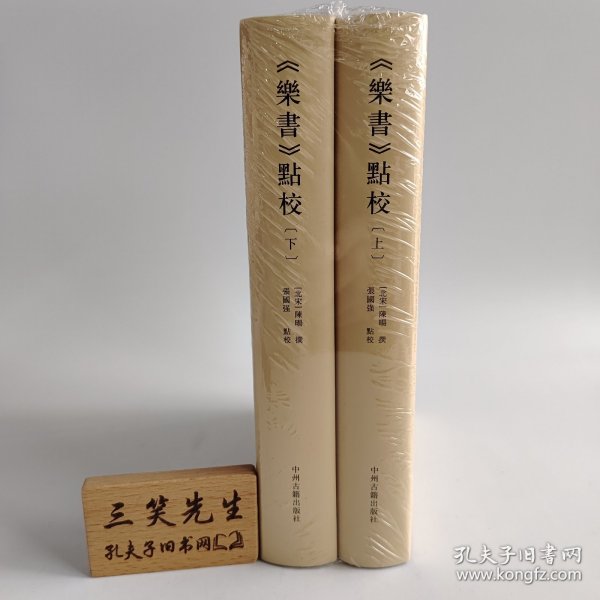 《樂書》點校
〔上〕
〔北宋〕陳暘 撰
張國强 點校
中州古籍出版社
《樂書》點校
〔下〕
〔北宋〕陳暘 撰
張國强 點校
中州古籍出版社
三笑先生
孔夫子旧书网
孔夫子旧书网
www.kongfz.com